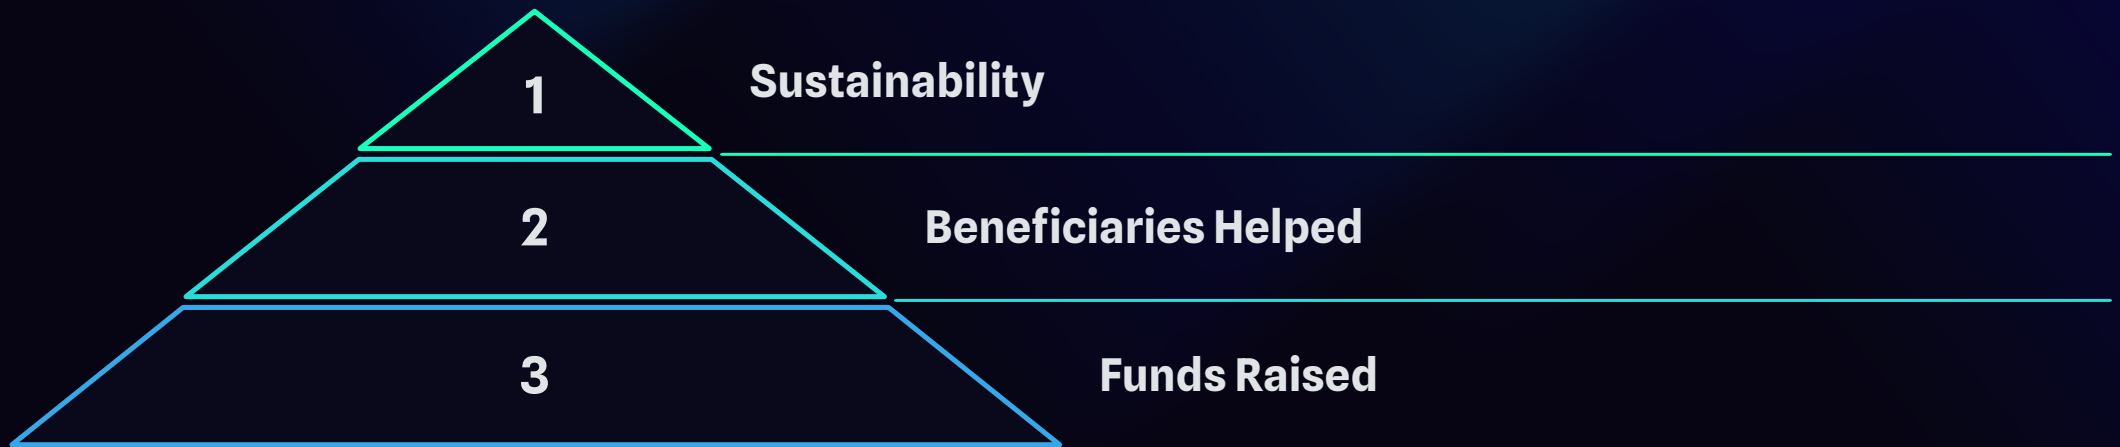 1
Sustainability
2
Beneficiaries Helped
3
Funds Raised